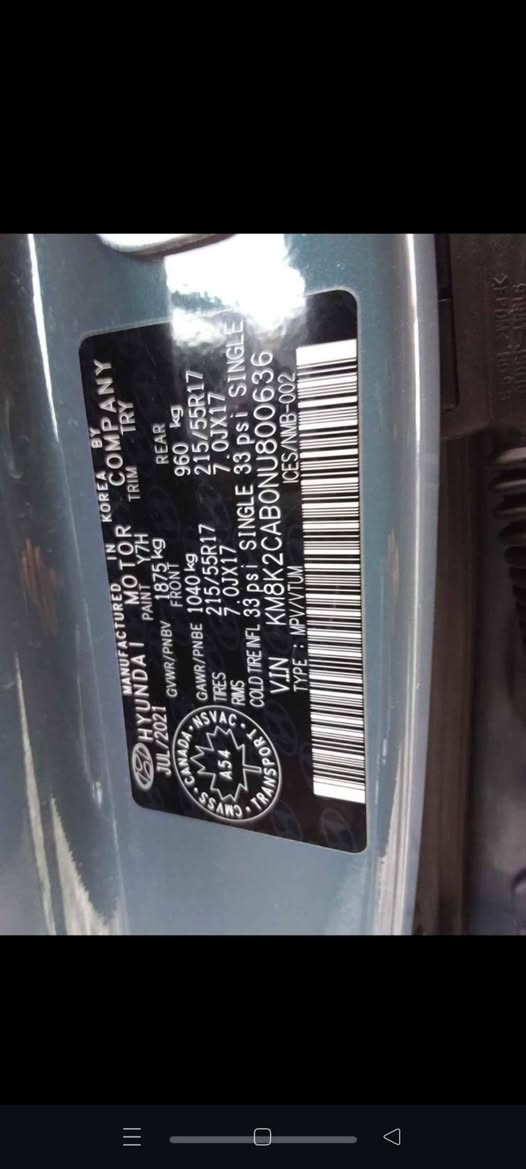 MANUFACTURED IN KOREA BY
HYUNDAI MOTOR COMPANY
JUL/2021 PAINT Y7H TRIM TRY
GVWR/PNBV 1875 kg
FRONT REAR
GAWR/PNBE 1040 kg 960 kg
TIRES 215/55R17 215/55R17
RIMS 7.0JX17 7.0JX17
COLD TIRE INFL 33 psi SINGLE 33 psi SINGLE
VIN KM8K2CAB0NU800636
TYPE : MPV/VTUM ICES/NMB-002
CANADA · NSVAC · TRANSPORT · CMVSS
A54